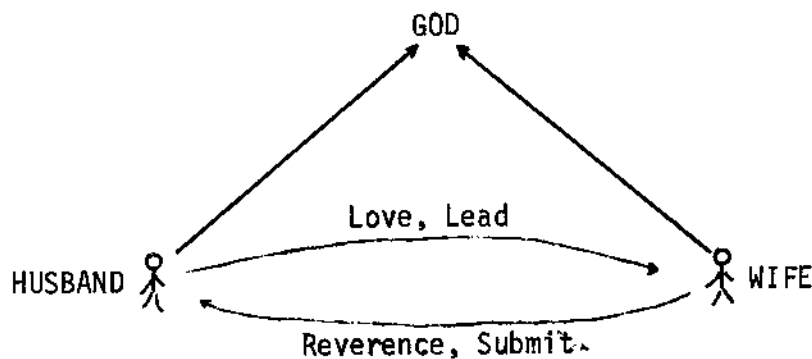 GOD
Love, Lead
HUSBAND
WIFE
Reverence, Submit.